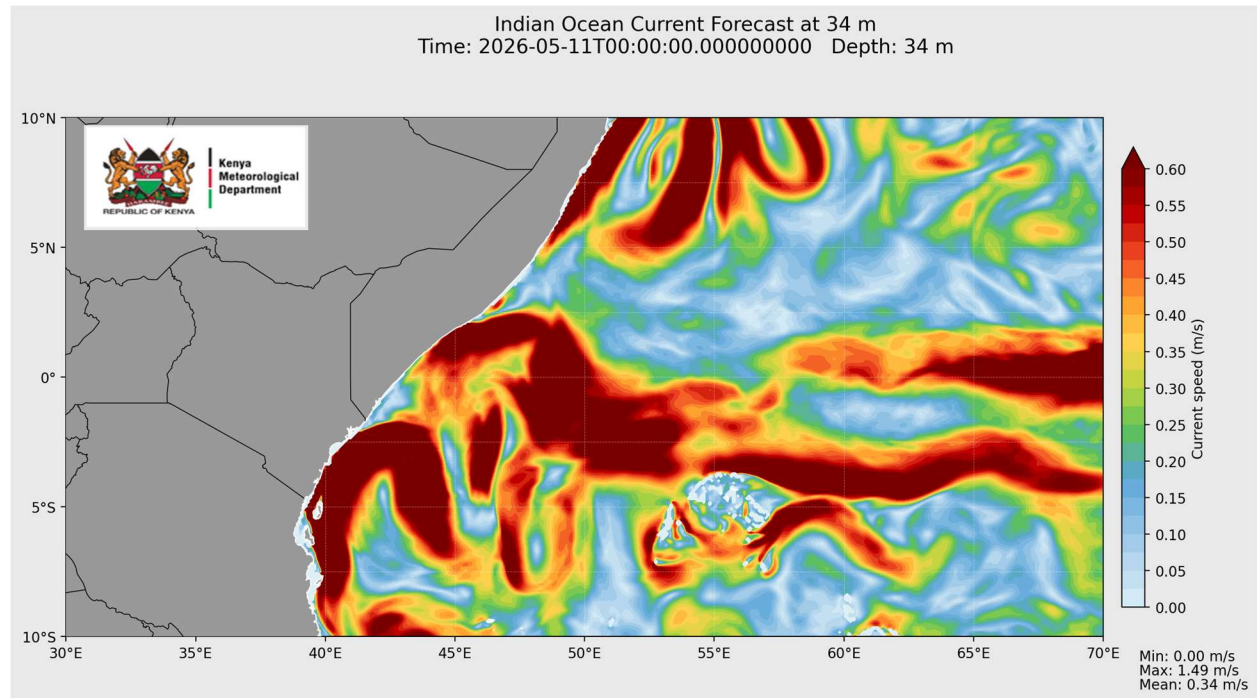 Indian Ocean Current Forecast at 34 m
Time: 2026-05-11T00:00:00.000000000   Depth: 34 m
10°N
5°N
0°
5°S
10°S
Kenya
Meteorological
Department
REPUBLIC OF KENYA
30°E
35°E
40°E
45°E
50°E
55°E
60°E
65°E
70°E
0.60
0.55
0.50
0.45
0.40
0.35
0.30
0.25
0.20
0.15
0.10
0.05
0.00
Current speed (m/s)
Min: 0.00 m/s
Max: 1.49 m/s
Mean: 0.34 m/s